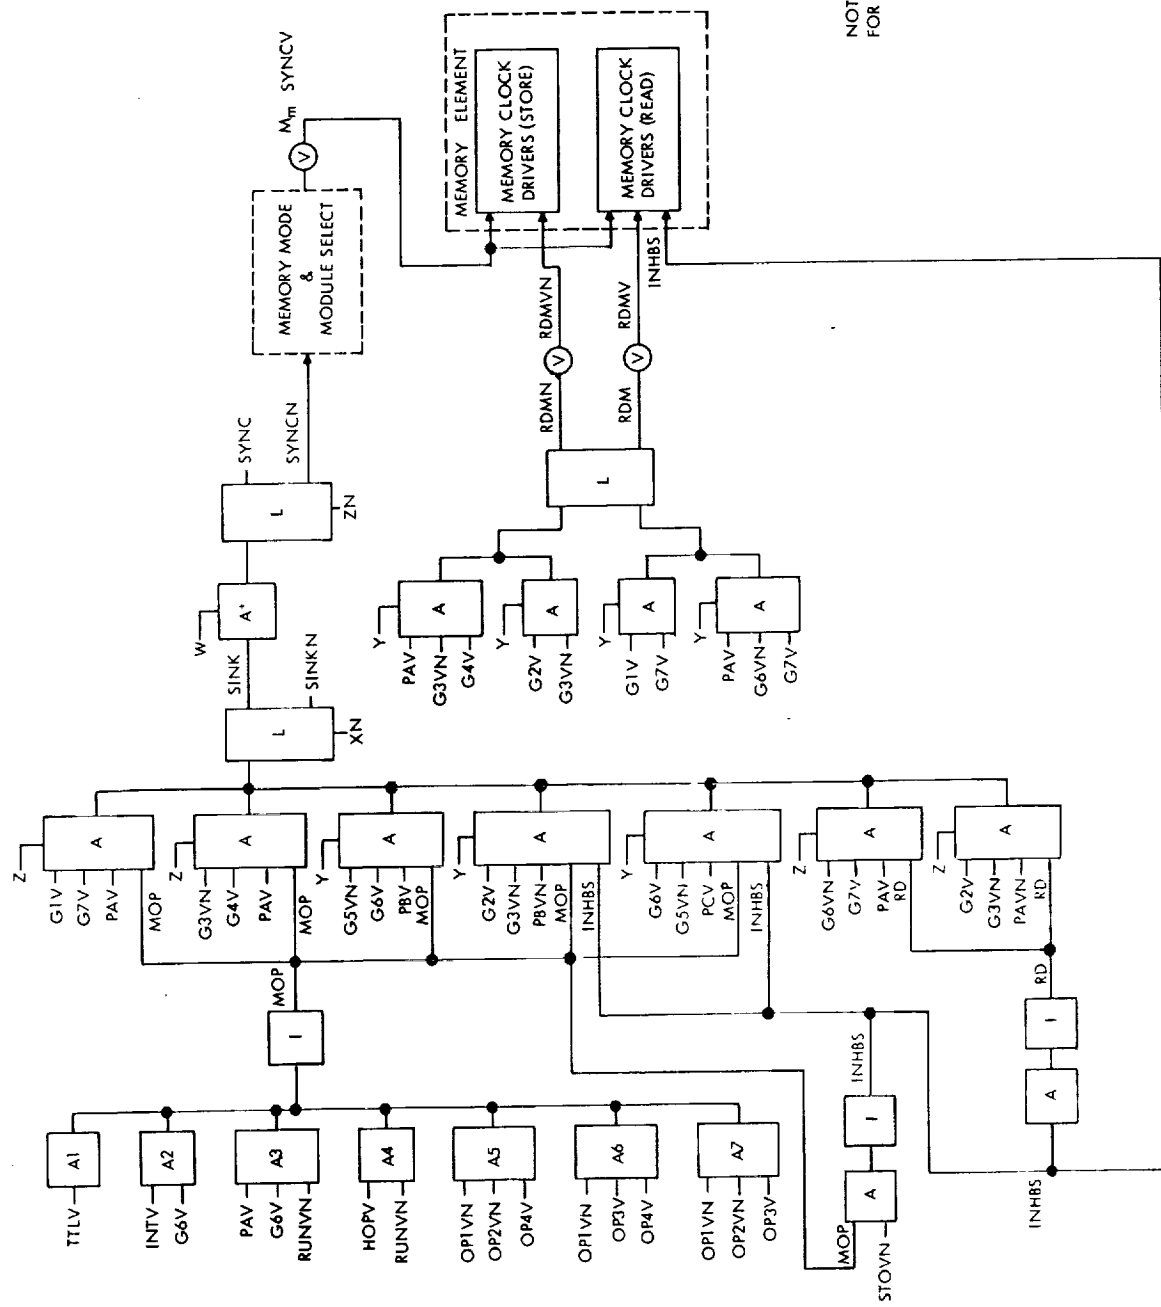 NOT
FOR
MEMORY ELEMENT
MEMORY CLOCK
DRIVERS (STORE)
MEMORY CLOCK
DRIVERS (READ)
Mm SYNCV
V
MEMORY MODE
&
MODULE SELECT
RDMVN
RDMV
INHBS
V
V
RDMN
RDM
SYNC
SYNCN
L
ZN
L
W
A+
SINK
SINKN
L
XN
Y
PAV
G3VN
G4V
A
Y
G2V
G3VN
A
Y
G1V
G7V
A
Y
PAV
G6VN
G7V
A
Z
G1V
G7V
PAV
MOP
A
Z
G3VN
G4V
PAV
MOP
A
Y
G5VN
G6V
PBV
MOP
A
Y
G2V
G3VN
PBVN
MOP
INHBS
A
Y
G6V
G5VN
PCV
MOP
INHBS
A
Z
G6VN
G7V
PAV
RD
A
Z
G2V
G3VN
PAVN
RD
A
MOP
I
RD
I
A
INHBS
INHBS
I
A
MOP
STOVN
TTLV
A1
INTV
G6V
A2
PAV
G6V
RUNVN
A3
HOPV
RUNVN
A4
OP1VN
OP2VN
OP4V
A5
OP1VN
OP3V
OP4V
A6
OP1VN
OP2VN
OP3V
A7